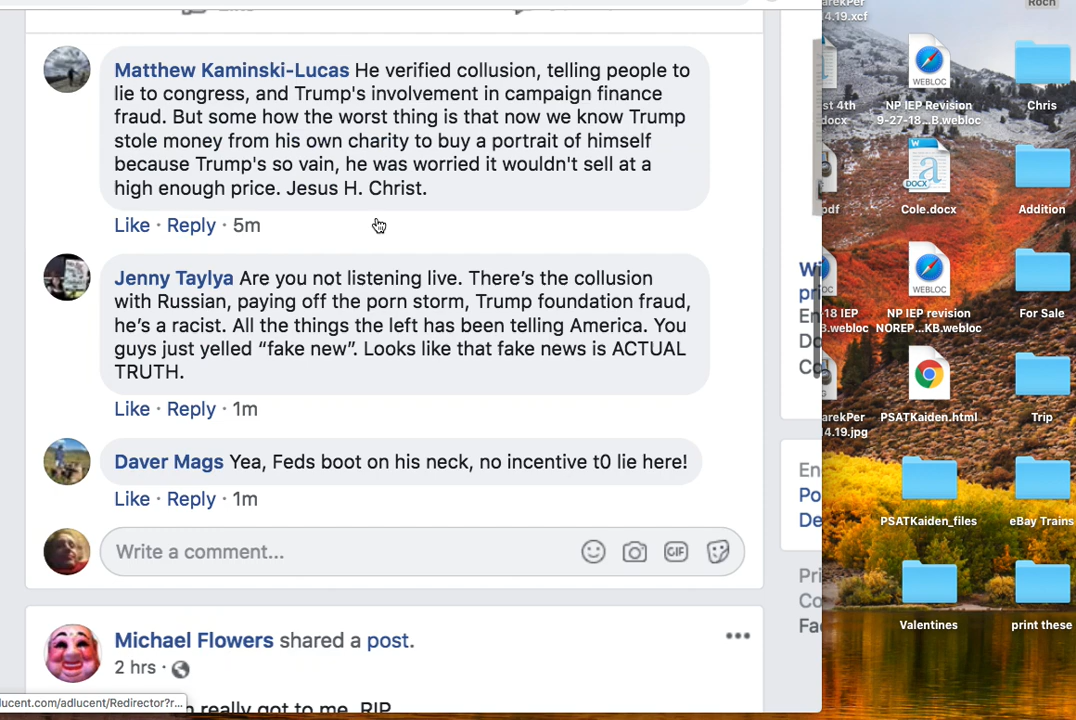 Roch
arekPer
14.19.xcf
Matthew Kaminski-Lucas He verified collusion, telling people to
lie to congress, and Trump's involvement in campaign finance
fraud. But some how the worst thing is that now we know Trump
stole money from his own charity to buy a portrait of himself
because Trump's so vain, he was worried it wouldn't sell at a
high enough price. Jesus H. Christ.
Like · Reply · 5m
Jenny Taylya Are you not listening live. There's the collusion
with Russian, paying off the porn storm, Trump foundation fraud,
he's a racist. All the things the left has been telling America. You
guys just yelled “fake new”. Looks like that fake news is ACTUAL
TRUTH.
Like · Reply · 1m
Daver Mags Yea, Feds boot on his neck, no incentive t0 lie here!
Like · Reply · 1m
Write a comment...
GIF
Michael Flowers shared a post.
2 hrs ·
really got to me. RIP
lucent.com/adlucent/Redirector?r...
Wi
pri
En
Do
Co
En
Po
De
Pri
Co
Fac
WEBLOC
st 4th
.docx
NP IEP Revision
9-27-18...B.webloc
Chris
W
DOCX
pdf
Cole.docx
Addition
WEBLOC
-18 IEP
B.webloc
NP IEP revision
NOREP...KB.webloc
For Sale
arekPer
4.19.jpg
PSATKaiden.html
Trip
PSATKaiden_files
eBay Trains
Valentines
print these